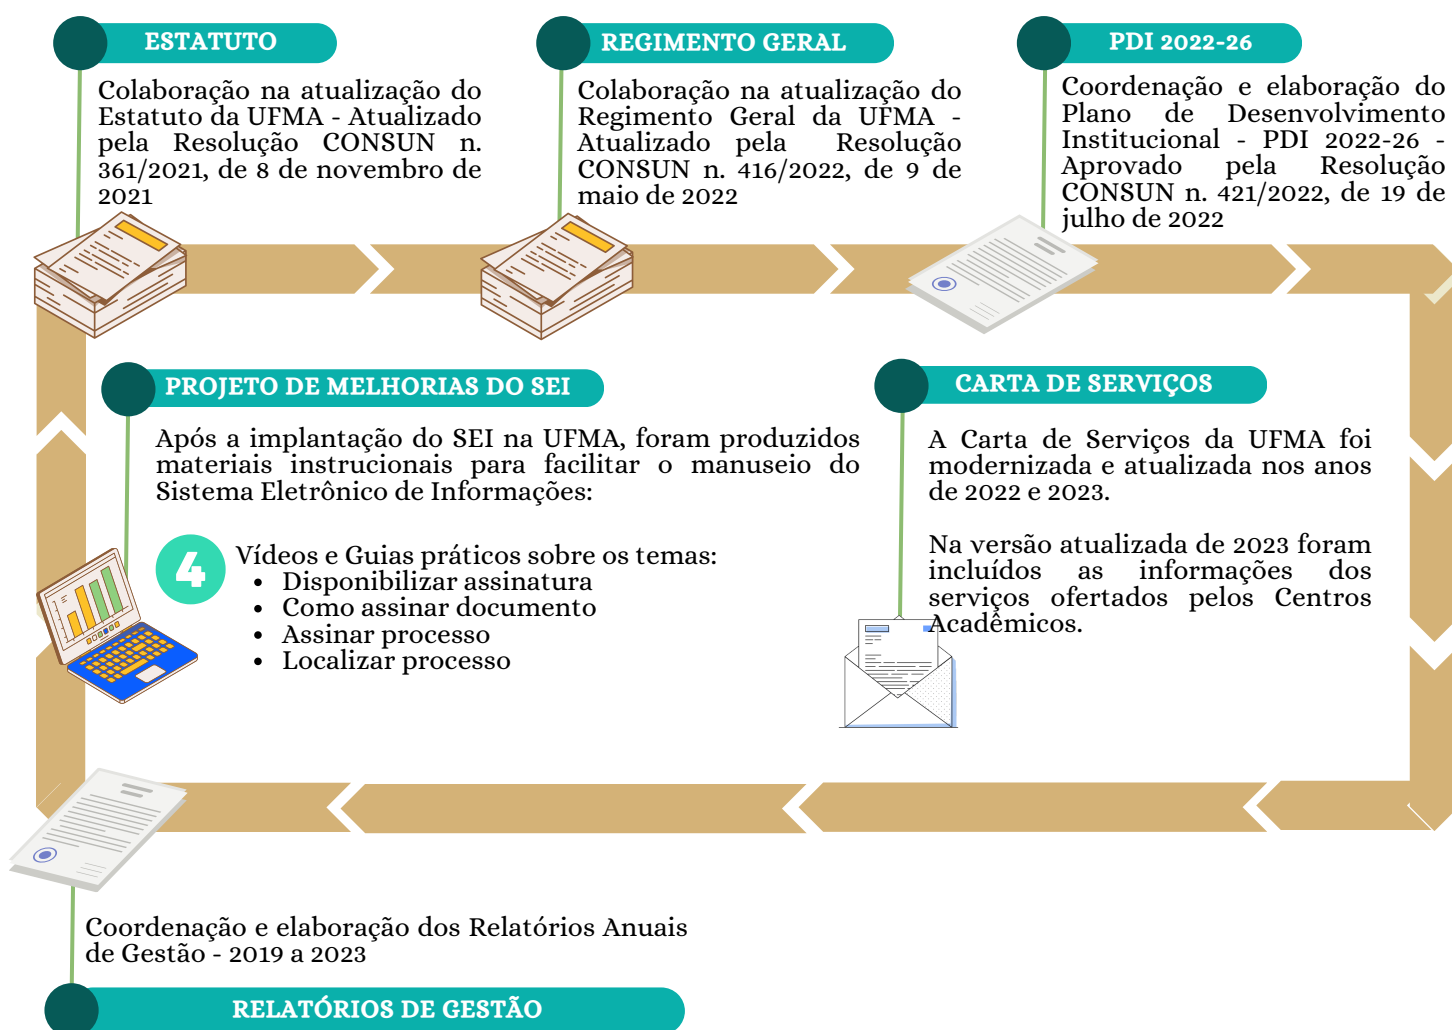 ESTATUTO
Colaboração na atualização do
Estatuto da UFMA - Atualizado
pela Resolução CONSUN n.
361/2021, de 8 de novembro de
2021
REGIMENTO GERAL
Colaboração na atualização do
Regimento Geral da UFMA -
Atualizado pela Resolução
CONSUN n. 416/2022, de 9 de
maio de 2022
PDI 2022-26
Coordenação e elaboração do
Plano de Desenvolvimento
Institucional - PDI 2022-26 -
Aprovado pela Resolução
CONSUN n. 421/2022, de 19 de
julho de 2022
PROJETO DE MELHORIAS DO SEI
Após a implantação do SEI na UFMA, foram produzidos
materiais instrucionais para facilitar o manuseio do
Sistema Eletrônico de Informações:
4
Vídeos e Guias práticos sobre os temas:
• Disponibilizar assinatura
• Como assinar documento
• Assinar processo
• Localizar processo
CARTA DE SERVIÇOS
A Carta de Serviços da UFMA foi
modernizada e atualizada nos anos
de 2022 e 2023.
Na versão atualizada de 2023 foram
incluídos as informações dos
serviços ofertados pelos Centros
Acadêmicos.
Coordenação e elaboração dos Relatórios Anuais
de Gestão - 2019 a 2023
RELATÓRIOS DE GESTÃO